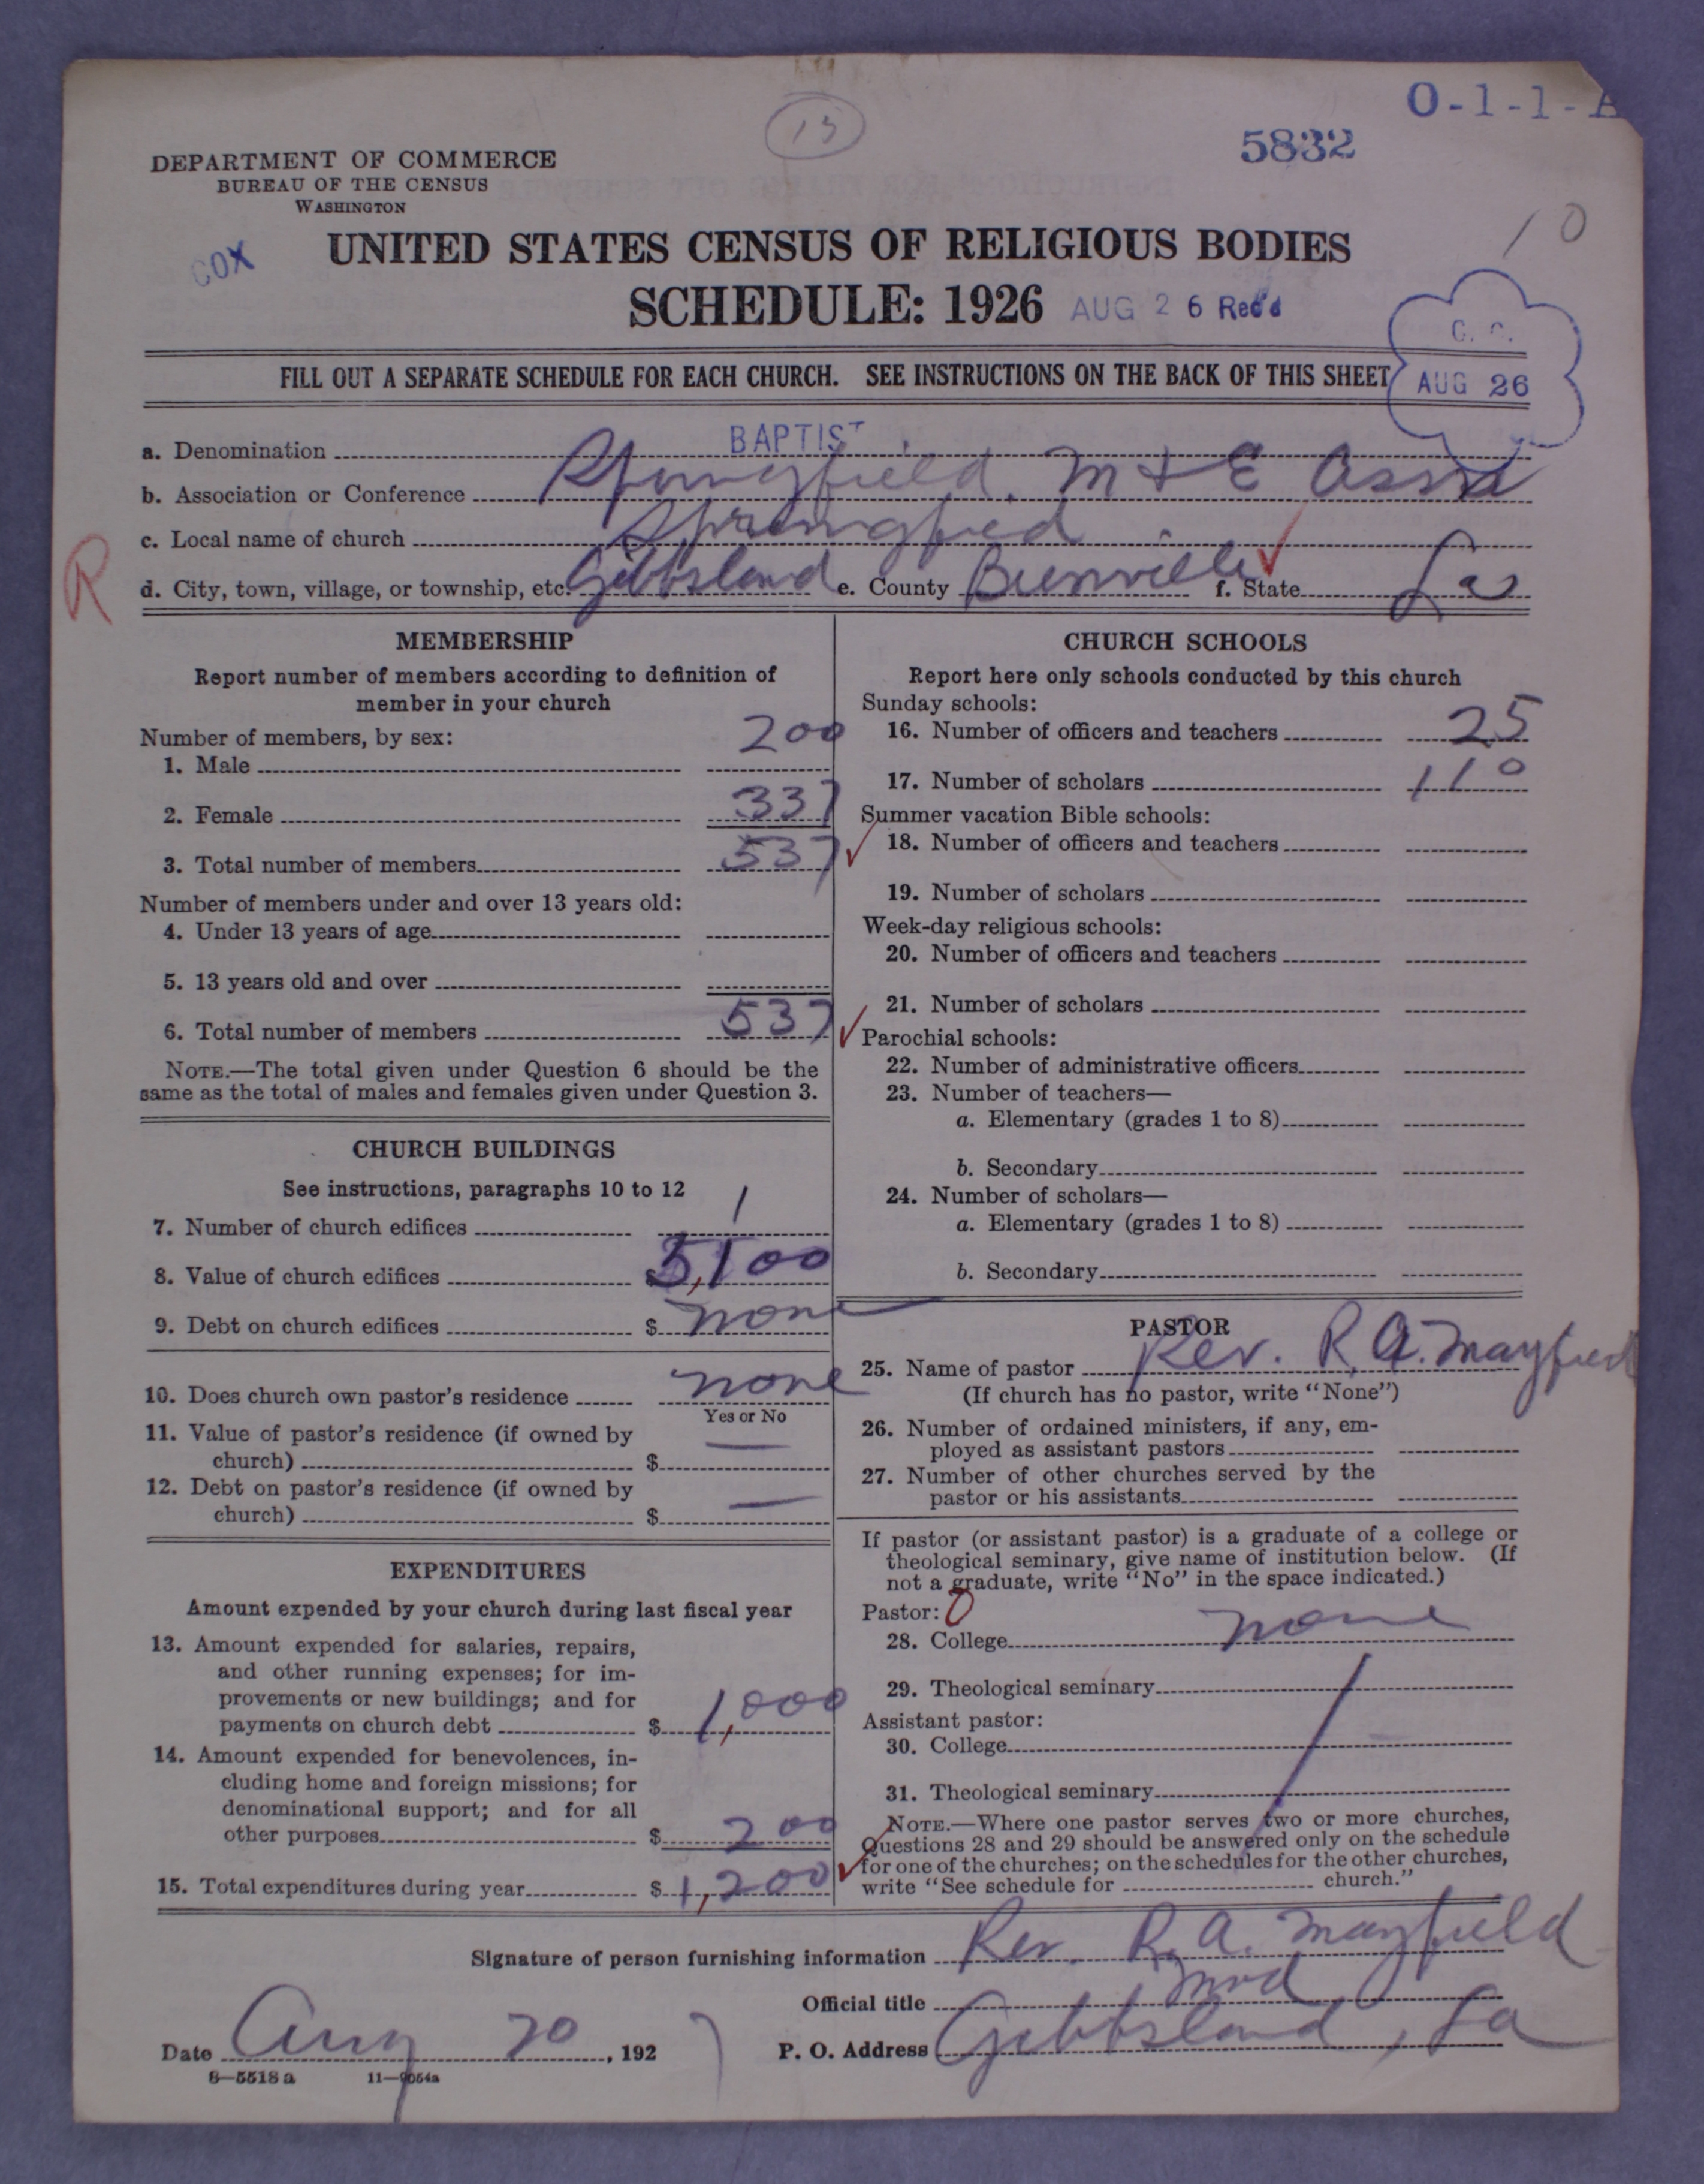 O-1-1-A
13
5832
DEPARTMENT OF COMMERCE
BUREAU OF THE CENSUS
WASHINGTON
10
COX
UNITED STATES CENSUS OF RELIGIOUS BODIES
SCHEDULE: 1926 AUG 26 Rec'd
FILL OUT A SEPARATE SCHEDULE FOR EACH CHURCH. SEE INSTRUCTIONS ON THE BACK OF THIS SHEET
AUG 26
a. Denomination BAPTIST
b. Association or Conference Springfield, M + E Assn
c. Local name of church Springfied
R
d. City, town, village, or township, etc. Gibbsland e. County Bienville f. State La
MEMBERSHIP
Report number of members according to definition of
member in your church
Number of members, by sex:
1. Male 200
2. Female 337
3. Total number of members 537
Number of members under and over 13 years old:
4. Under 13 years of age
5. 13 years old and over
6. Total number of members 537
NOTE.—The total given under Question 6 should be the
same as the total of males and females given under Question 3.
CHURCH BUILDINGS
See instructions, paragraphs 10 to 12
7. Number of church edifices 1
8. Value of church edifices $ 5,100
9. Debt on church edifices $ none
10. Does church own pastor's residence none
Yes or No
11. Value of pastor's residence (if owned by
church) $ —
12. Debt on pastor's residence (if owned by
church) $ —
EXPENDITURES
Amount expended by your church during last fiscal year
13. Amount expended for salaries, repairs,
and other running expenses; for im-
provements or new buildings; and for
payments on church debt $ 1,000
14. Amount expended for benevolences, in-
cluding home and foreign missions; for
denominational support; and for all
other purposes $ 200
15. Total expenditures during year $ 1,200
CHURCH SCHOOLS
Report here only schools conducted by this church
Sunday schools:
16. Number of officers and teachers 25
17. Number of scholars 110
Summer vacation Bible schools:
18. Number of officers and teachers
19. Number of scholars
Week-day religious schools:
20. Number of officers and teachers
21. Number of scholars
Parochial schools:
22. Number of administrative officers
23. Number of teachers—
a. Elementary (grades 1 to 8)
b. Secondary
24. Number of scholars—
a. Elementary (grades 1 to 8)
b. Secondary
PASTOR
25. Name of pastor Rev. R. A. Mayfied
(If church has no pastor, write "None")
26. Number of ordained ministers, if any, em-
ployed as assistant pastors
27. Number of other churches served by the
pastor or his assistants
If pastor (or assistant pastor) is a graduate of a college or
theological seminary, give name of institution below. (If
not a graduate, write "No" in the space indicated.)
Pastor: 0
28. College none
29. Theological seminary
Assistant pastor:
30. College
31. Theological seminary
NOTE.—Where one pastor serves two or more churches,
Questions 28 and 29 should be answered only on the schedule
for one of the churches; on the schedules for the other churches,
write "See schedule for church."
Signature of person furnishing information Rev. R. A. Mayfield
Official title Mod
Date Aug 20, 1927 P. O. Address Gibbsland, La
8—5518 a 11—9054a